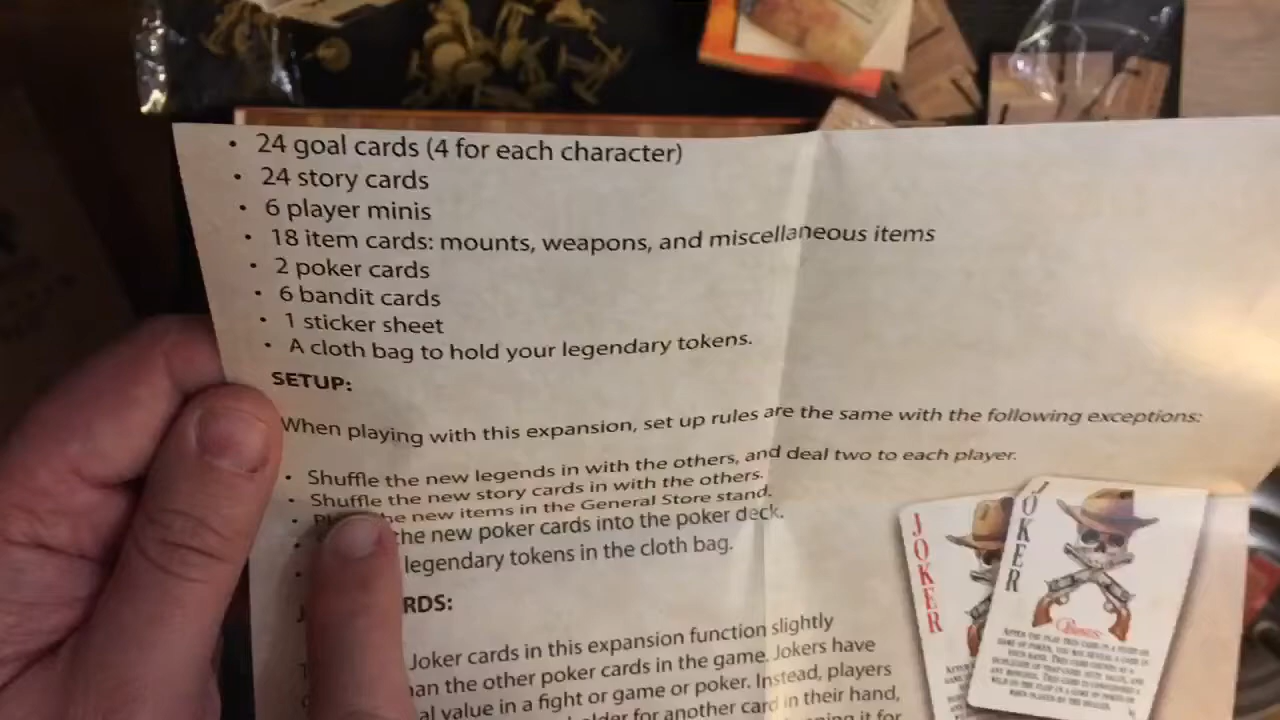 • 24 goal cards (4 for each character)
• 24 story cards
• 6 player minis
• 18 item cards: mounts, weapons, and miscellaneous items
• 2 poker cards
• 6 bandit cards
• 1 sticker sheet
• A cloth bag to hold your legendary tokens.
SETUP:
When playing with this expansion, set up rules are the same with the following exceptions:
• Shuffle the new legends in with the others, and deal two to each player.
• Shuffle the new story cards in with the others.
• the new items in the General Store stand.
• the new poker cards into the poker deck.
• legendary tokens in the cloth bag.
RDS:
Joker cards in this expansion function slightly
an the other poker cards in the game. Jokers have
al value in a fight or game or poker. Instead, players
for another card in their hand,
it for
JOKER
JOKER
Bonus: